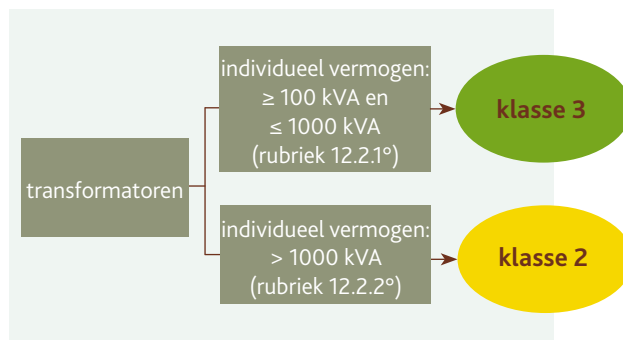 transformatoren
individueel vermogen:
≥ 100 kVA en
≤ 1000 kVA
(rubriek 12.2.1°)
klasse 3
individueel vermogen:
> 1000 kVA
(rubriek 12.2.2°)
klasse 2